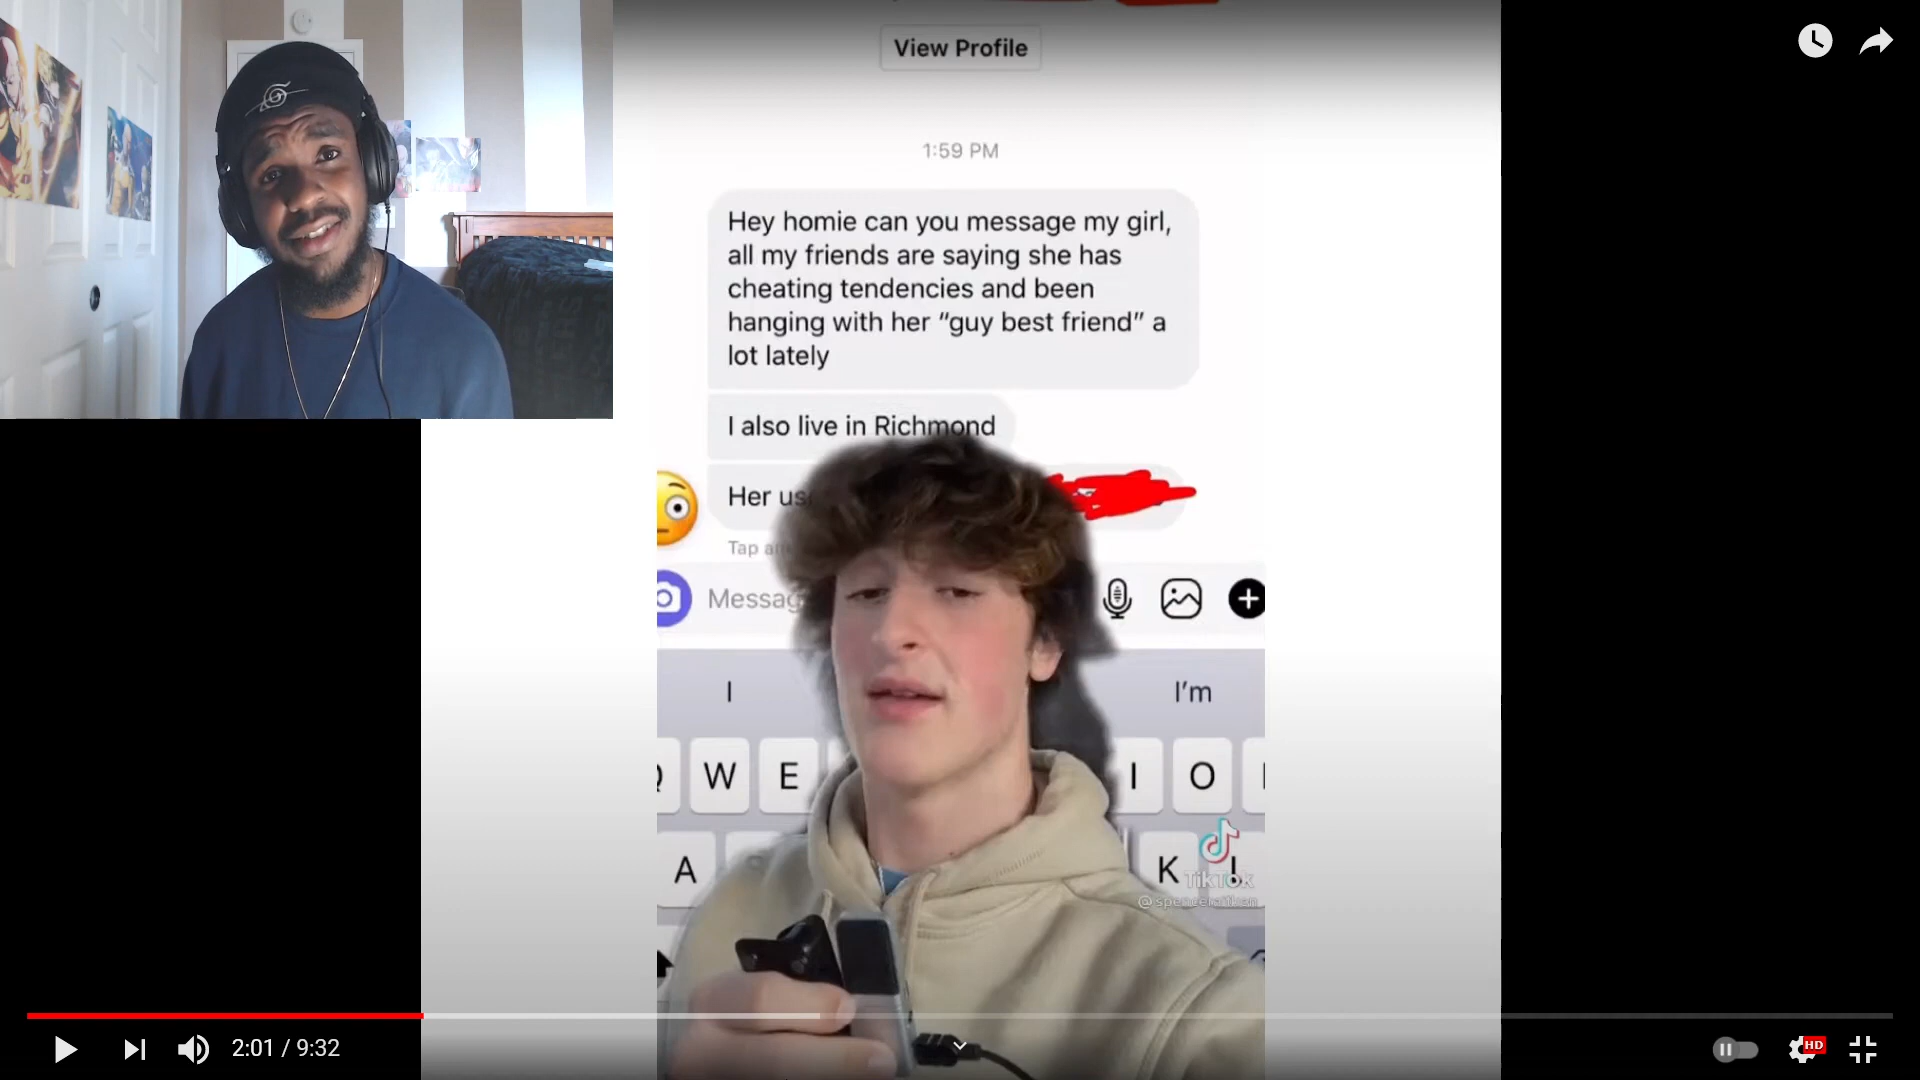 View Profile
1:59 PM
Hey homie can you message my girl,
all my friends are saying she has
cheating tendencies and been
hanging with her “guy best friend” a
lot lately
I also live in Richmond
Her
Tap
I
I'm
W E I O
A K L
TikTok
2:01 / 9:32
HD